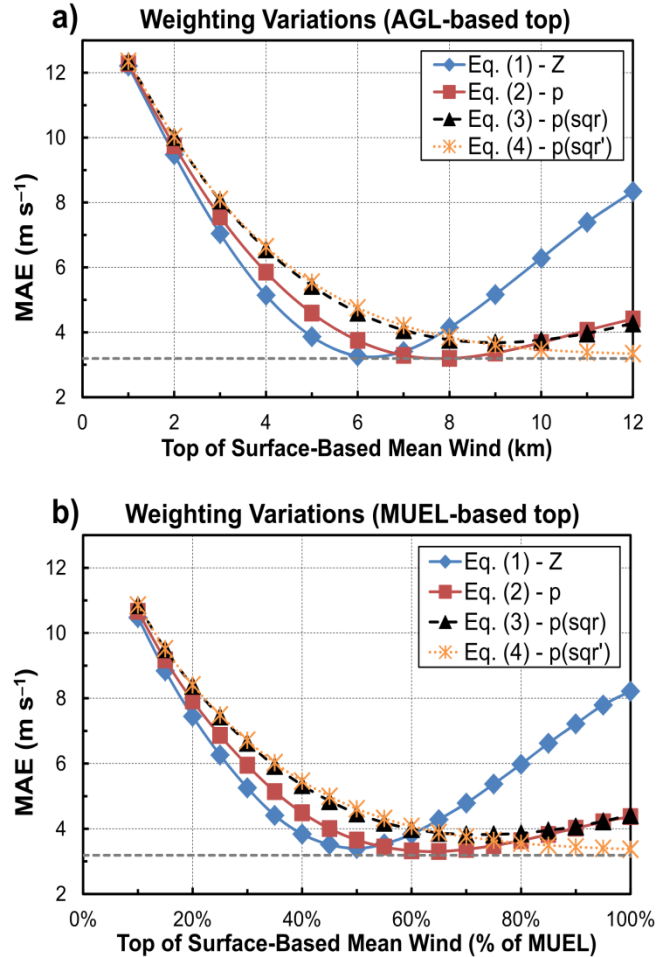 a) Weighting Variations (AGL-based top)
Eq. (1) - Z
Eq. (2) - p
Eq. (3) - p(sqr)
Eq. (4) - p(sqr')
MAE (m s⁻¹)
12
10
8
6
4
2
0 2 4 6 8 10 12
Top of Surface-Based Mean Wind (km)
b) Weighting Variations (MUEL-based top)
Eq. (1) - Z
Eq. (2) - p
Eq. (3) - p(sqr)
Eq. (4) - p(sqr')
MAE (m s⁻¹)
12
10
8
6
4
2
0% 20% 40% 60% 80% 100%
Top of Surface-Based Mean Wind (% of MUEL)